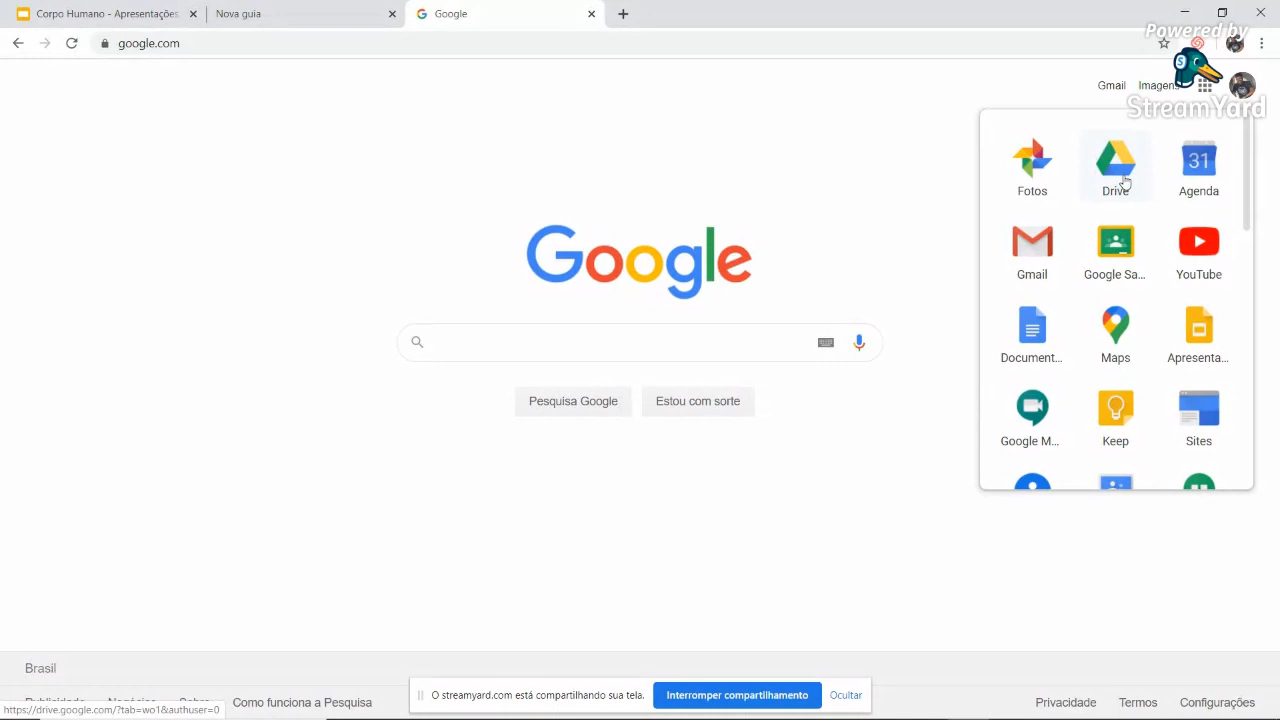 Corpo Humano - Apresentações
Nova guia
Google
google.com
Powered by
StreamYard
Gmail
Imagens
Fotos
Drive
Agenda
31
Gmail
Google Sa...
YouTube
Document...
Maps
Apresenta...
Google M...
Keep
Sites
Google
Pesquisa Google
Estou com sorte
Brasil
https://drive.google.com/?tab=wo1&authuser=0
Como funciona a Pesquisa
O streamyard.com está compartilhando sua tela.
Interromper compartilhamento
Ocultar
Privacidade
Termos
Configurações